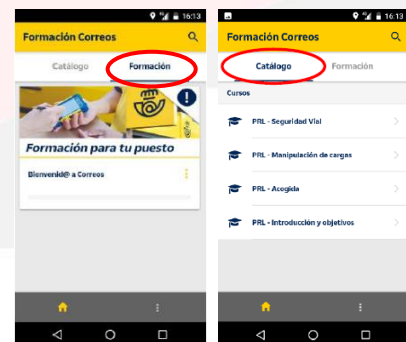 16:13
Formación Correos
Catálogo Formación
Formación para tu puesto
Bienvenid@ a Correos
16:13
Formación Correos
Catálogo Formación
Cursos
PRL - Seguridad Vial
PRL - Manipulación de cargas
PRL - Acogida
PRL - Introducción y objetivos